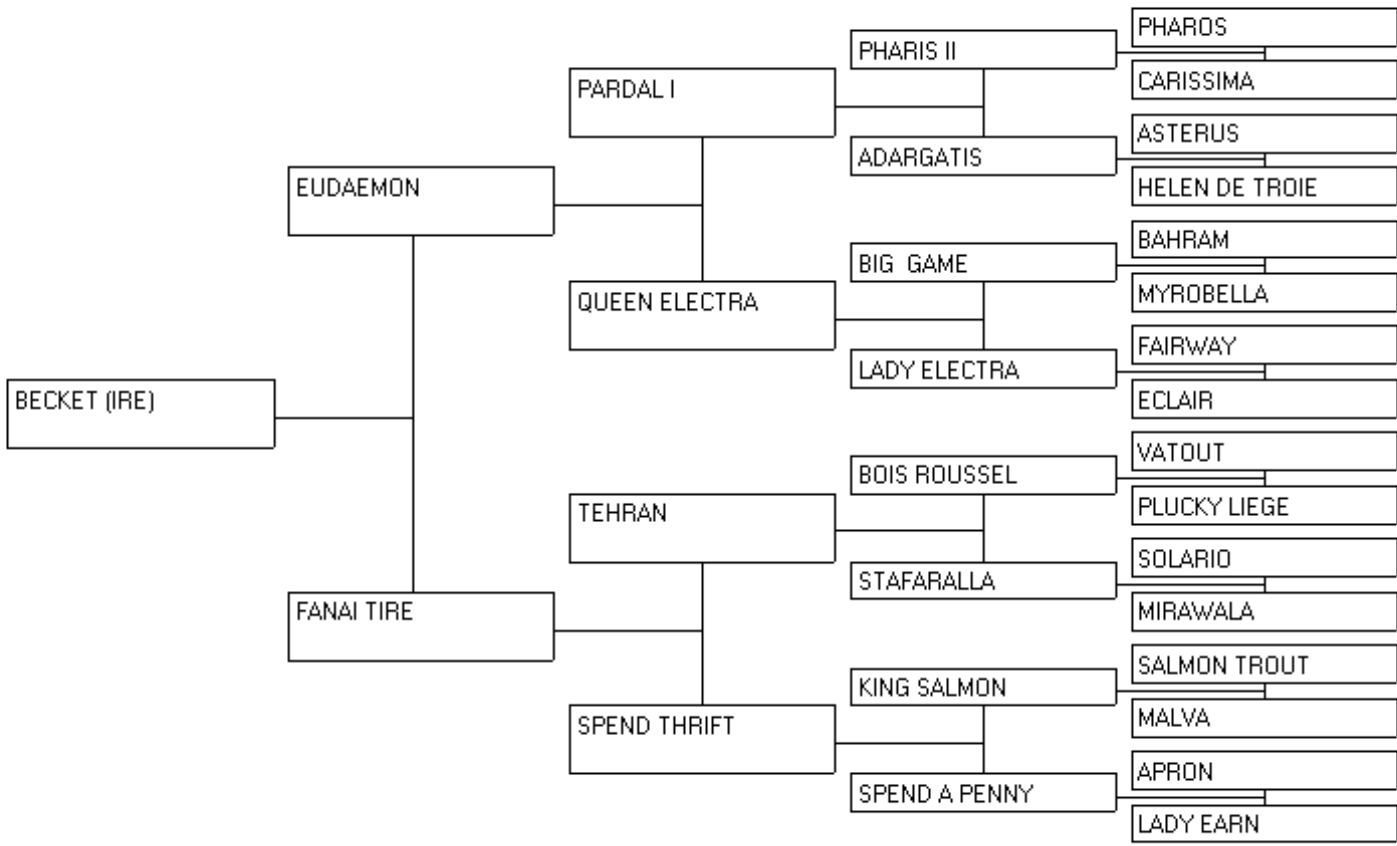 PHAROS
PHARIS II
CARISSIMA
PARDAL I
ASTERUS
ADARGATIS
HELEN DE TROIE
EUDAEMON
BAHRAM
BIG  GAME
MYROBELLA
QUEEN ELECTRA
FAIRWAY
LADY ELECTRA
ECLAIR
BECKET (IRE)
VATOUT
BOIS ROUSSEL
PLUCKY LIEGE
TEHRAN
SOLARIO
STAFARALLA
MIRAWALA
FANAI TIRE
SALMON TROUT
KING SALMON
MALVA
SPEND THRIFT
APRON
SPEND A PENNY
LADY EARN